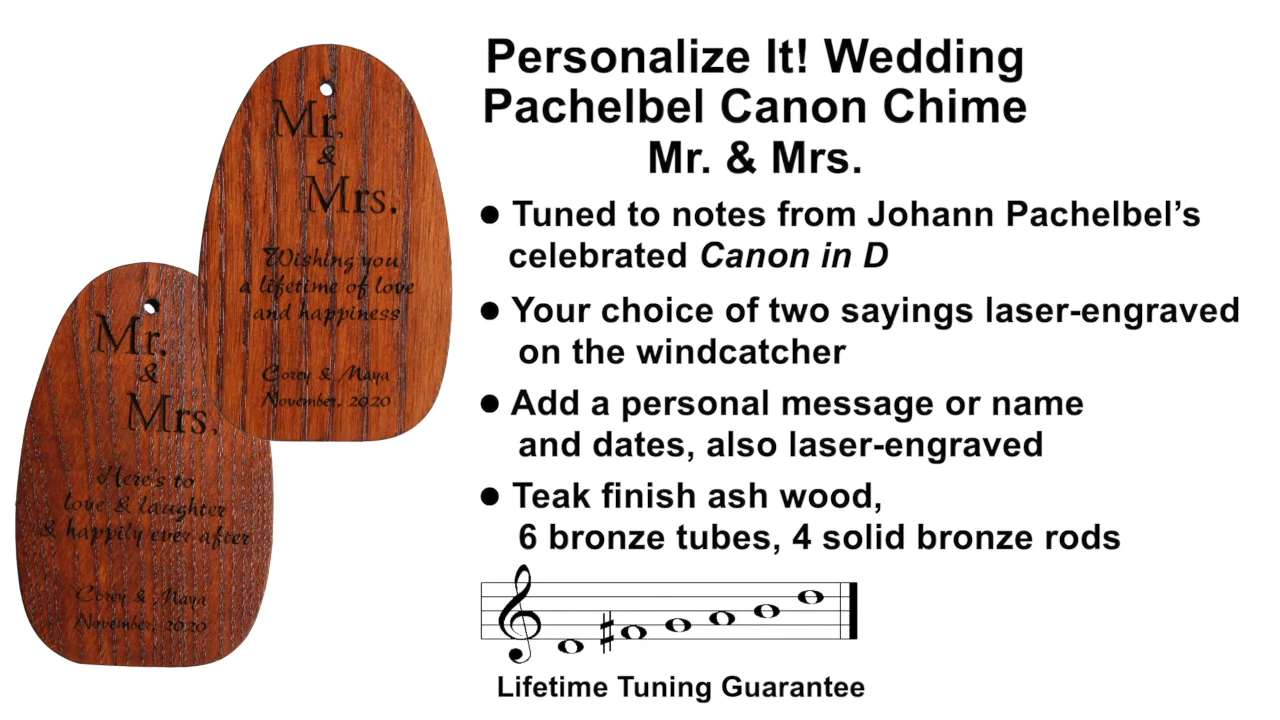 Personalize It! Wedding
Pachelbel Canon Chime
Mr. & Mrs.
● Tuned to notes from Johann Pachelbel’s
celebrated Canon in D
● Your choice of two sayings laser-engraved
on the windcatcher
● Add a personal message or name
and dates, also laser-engraved
● Teak finish ash wood,
6 bronze tubes, 4 solid bronze rods
Lifetime Tuning Guarantee
Mr.
&
Mrs.
Wishing you
a lifetime of love
and happiness
Corey & Maya
November, 2020
Mr.
&
Mrs.
Here's to
love & laughter
& happily ever after
Corey & Maya
November, 2020